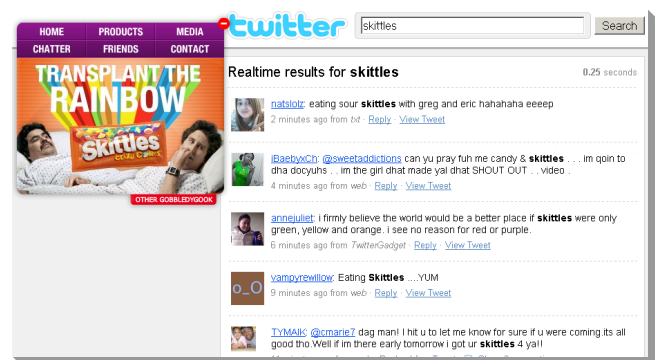 HOME PRODUCTS MEDIA
CHATTER FRIENDS CONTACT
TRANSPLANT THE
RAINBOW
Skittles
OTHER GOBBLEDYGOOK
twitter
skittles
Search
Realtime results for skittles
0.25 seconds
natslolz: eating sour skittles with greg and eric hahahaha eeeep
2 minutes ago from txt · Reply · View Tweet
jBaebyxCh: @sweetaddictions can yu pray fuh me candy & skittles . . . im qoin to
dha docyuhs . . im the girl dhat made yal dhat SHOUT OUT . . video .
4 minutes ago from web · Reply · View Tweet
annejuliet: i firmly believe the world would be a better place if skittles were only
green, yellow and orange. i see no reason for red or purple.
6 minutes ago from TwitterGadget · Reply · View Tweet
o_O
vampyrewillow: Eating Skittles ....YUM
9 minutes ago from web · Reply · View Tweet
TYMAIK: @cmarie7 dag man! I hit u to let me know for sure if u were coming.its all
good tho.Well if im there early tomorrow i got ur skittles 4 ya!!